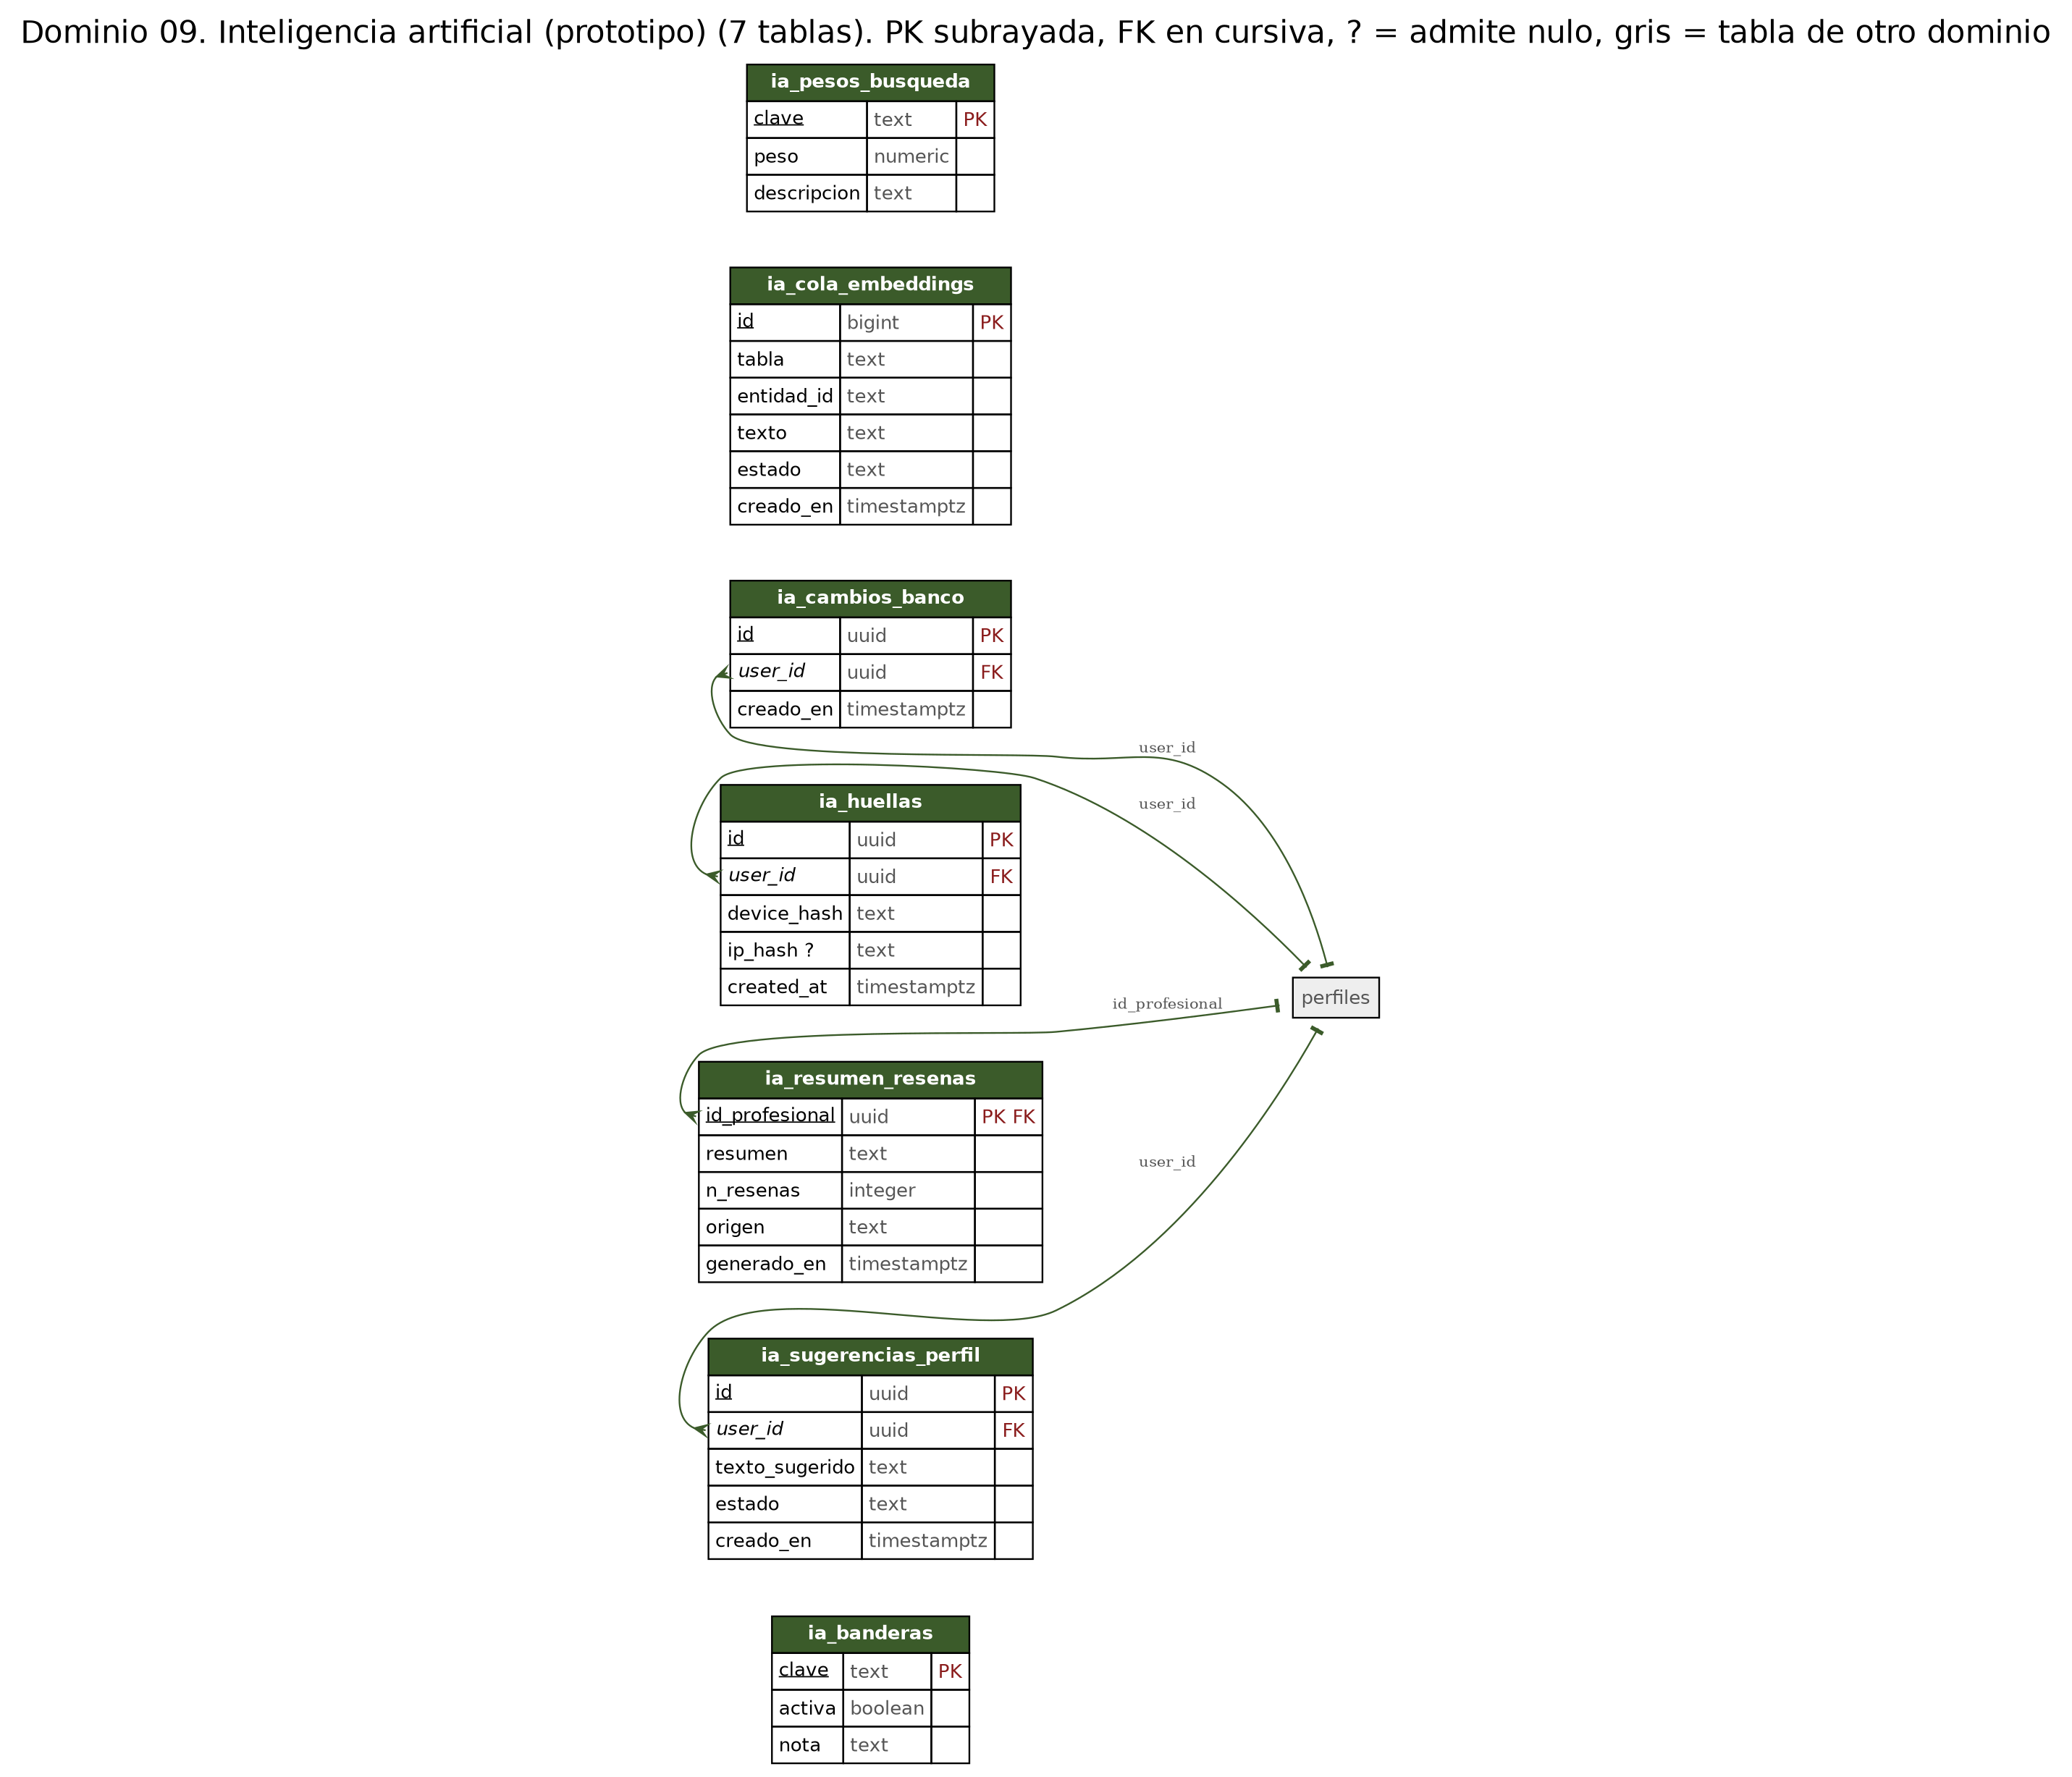 Dominio 09. Inteligencia artificial (prototipo) (7 tablas). PK subrayada, FK en cursiva, ? = admite nulo, gris = tabla de otro dominio
ia_pesos_busqueda
clave text PK
peso numeric
descripcion text
ia_cola_embeddings
id bigint PK
tabla text
entidad_id text
texto text
estado text
creado_en timestamptz
ia_cambios_banco
id uuid PK
user_id uuid FK
creado_en timestamptz
user_id
ia_huellas
user_id
id uuid PK
user_id uuid FK
device_hash text
ip_hash ? text
created_at timestamptz
perfiles
id_profesional
ia_resumen_resenas
id_profesional uuid PK FK
resumen text
n_resenas integer
origen text
generado_en timestamptz
user_id
ia_sugerencias_perfil
id uuid PK
user_id uuid FK
texto_sugerido text
estado text
creado_en timestamptz
ia_banderas
clave text PK
activa boolean
nota text